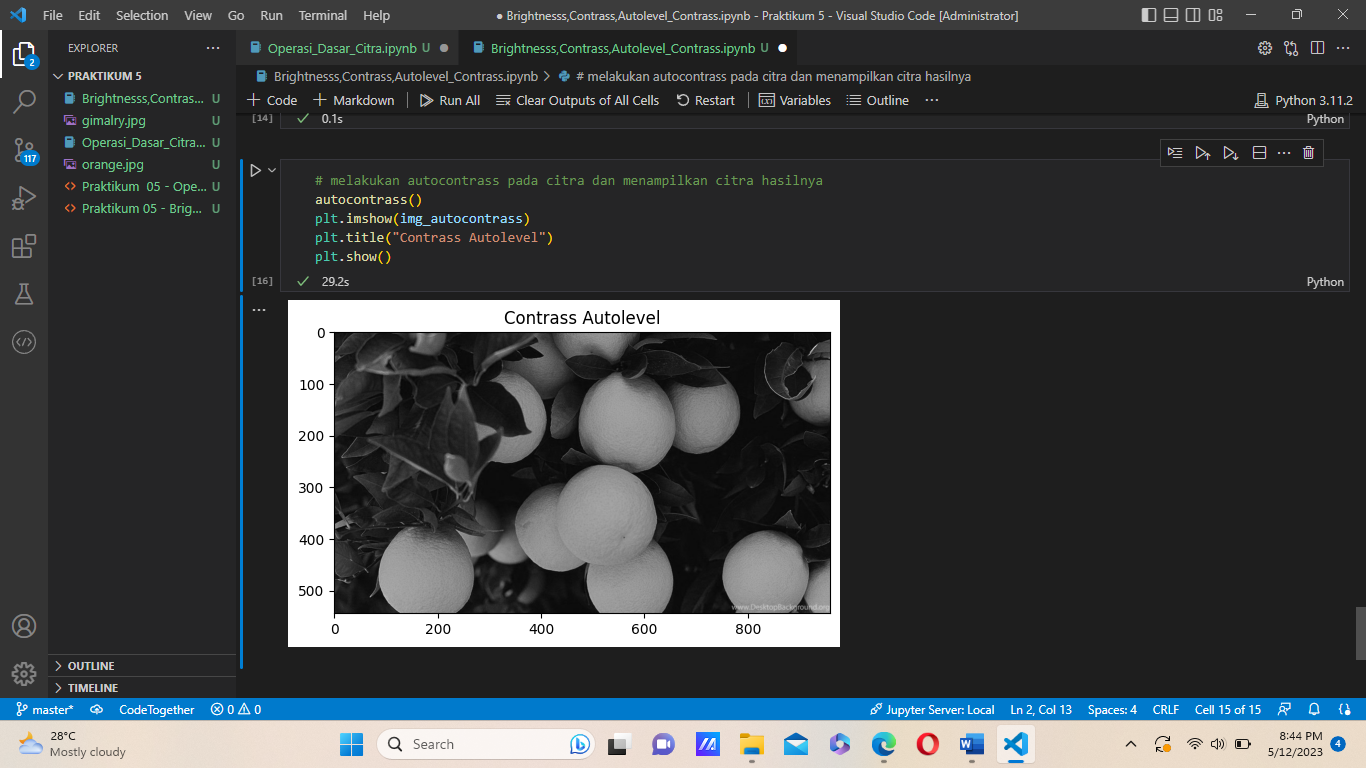 File Edit Selection View Go Run Terminal Help
● Brightnesss,Contrass,Autolevel_Contrass.ipynb - Praktikum 5 - Visual Studio Code [Administrator]
EXPLORER
PRAKTIKUM 5
Brightnesss,Contras... U
gimalry.jpg U
Operasi_Dasar_Citra... U
orange.jpg U
Praktikum 05 - Ope... U
Praktikum 05 - Brig... U
OUTLINE
TIMELINE
2
117
Operasi_Dasar_Citra.ipynb U
Brightnesss,Contrass,Autolevel_Contrass.ipynb U
Brightnesss,Contrass,Autolevel_Contrass.ipynb > # melakukan autocontrass pada citra dan menampilkan citra hasilnya
+ Code + Markdown Run All Clear Outputs of All Cells Restart Variables Outline ... Python 3.11.2
[14] 0.1s Python
# melakukan autocontrass pada citra dan menampilkan citra hasilnya
autocontrass()
plt.imshow(img_autocontrass)
plt.title("Contrass Autolevel")
plt.show()
[16] 29.2s Python
Contrass Autolevel
0
100
200
300
400
500
www.DesktopBackground.org
0 200 400 600 800
master* CodeTogether 0 0 Jupyter Server: Local Ln 2, Col 13 Spaces: 4 CRLF Cell 15 of 15
28°C
Mostly cloudy
Search
8:44 PM
5/12/2023
4